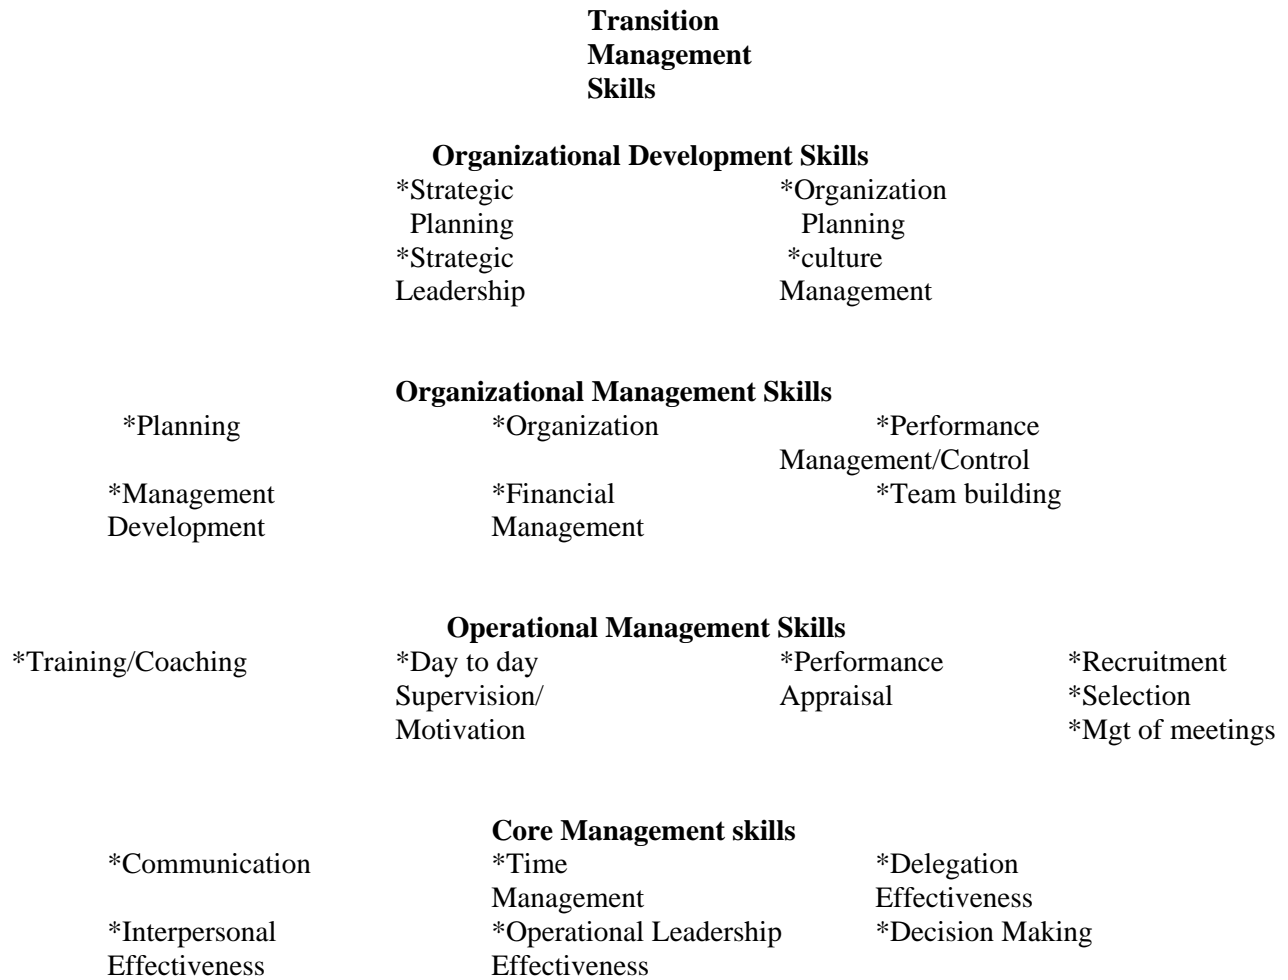 Transition
Management
Skills
Organizational Development Skills
*Strategic *Organization
Planning Planning
*Strategic *culture
Leadership Management
Organizational Management Skills
*Planning *Organization *Performance
Management/Control
*Management *Financial *Team building
Development Management
Operational Management Skills
*Training/Coaching *Day to day *Performance *Recruitment
Supervision/ Appraisal *Selection
Motivation *Mgt of meetings
Core Management skills
*Communication *Time *Delegation
Management Effectiveness
*Interpersonal *Operational Leadership *Decision Making
Effectiveness Effectiveness